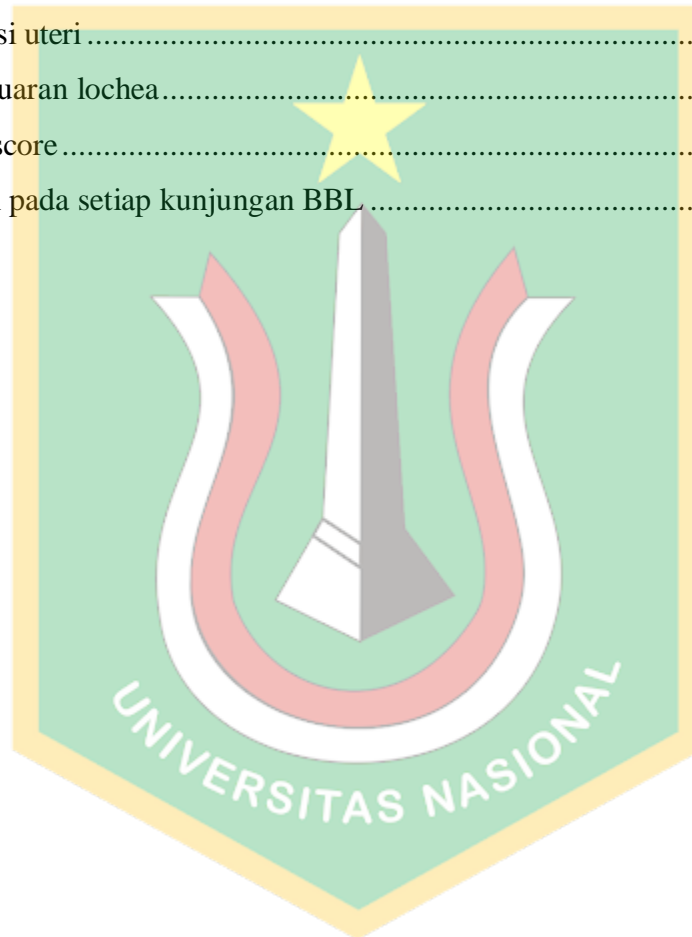 si uteri ...........................................................................................
uaran lochea ...........................................................................................
score ...........................................................................................
pada setiap kunjungan BBL ...........................................................................................
UNIVERSITAS NASIONAL